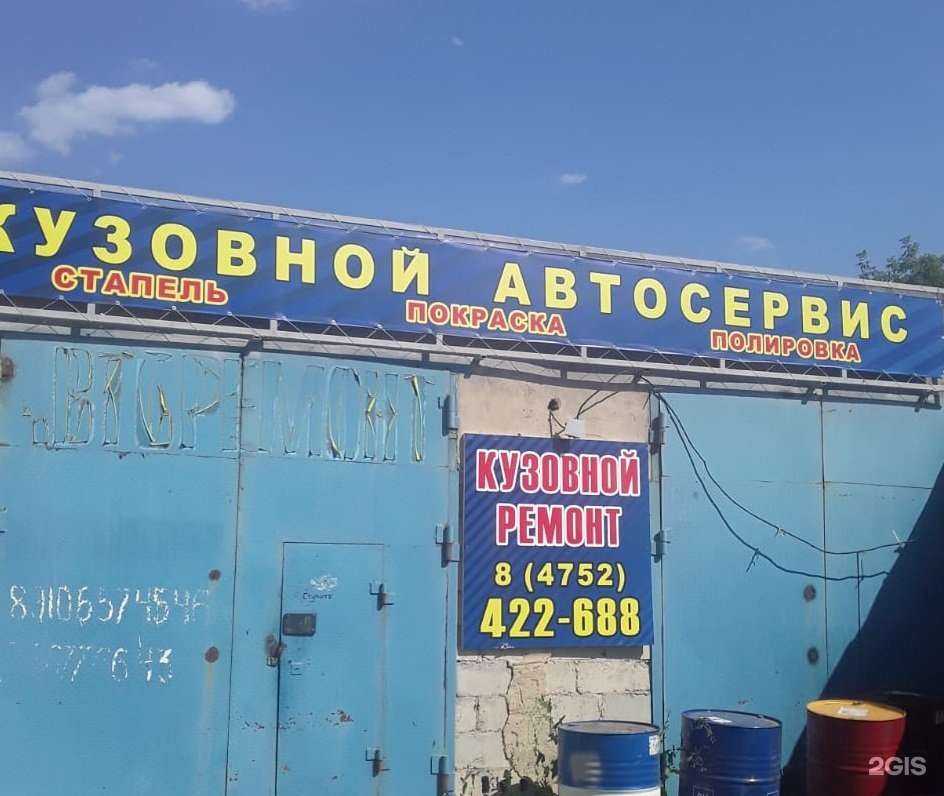 КУЗОВНОЙ АВТОСЕРВИС
СТАПЕЛЬ
ПОКРАСКА
ПОЛИРОВКА
АВТОРЕМОНТ
КУЗОВНОЙ
РЕМОНТ
8 (4752)
422-688
2GIS